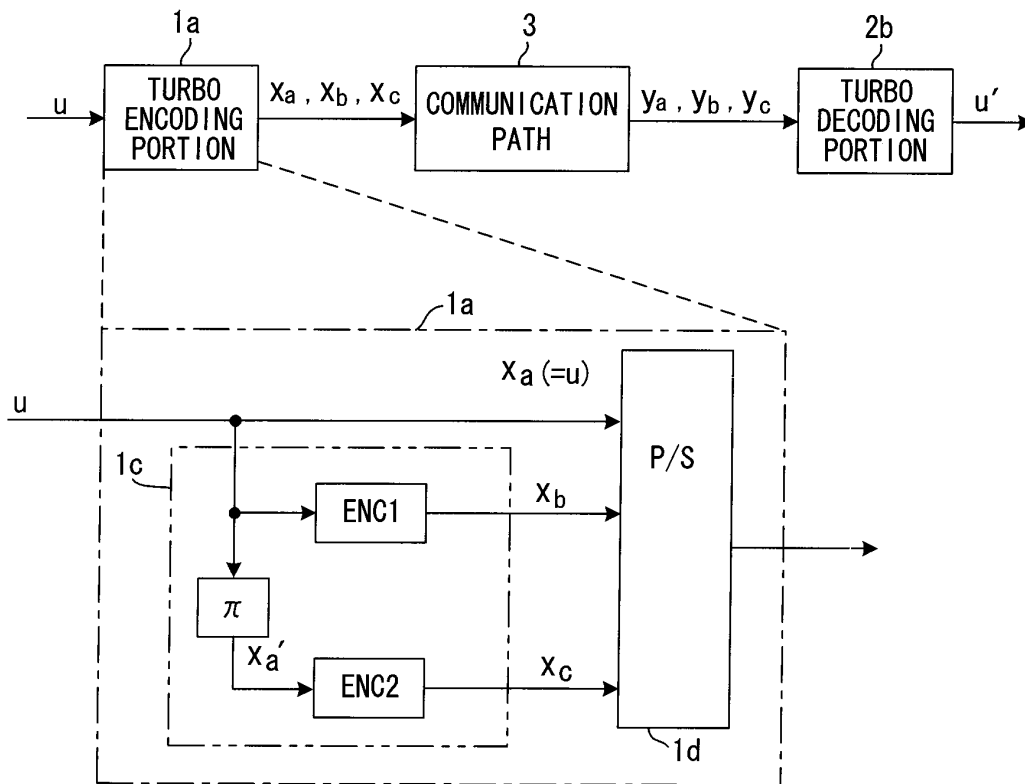 1a
3
2b
u
TURBO
ENCODING
PORTION
xa, xb, xc
COMMUNICATION
PATH
ya, yb, yc
TURBO
DECODING
PORTION
u'
1a
u
xa (=u)
P/S
1c
ENC1
xb
π
xa'
ENC2
xc
1d